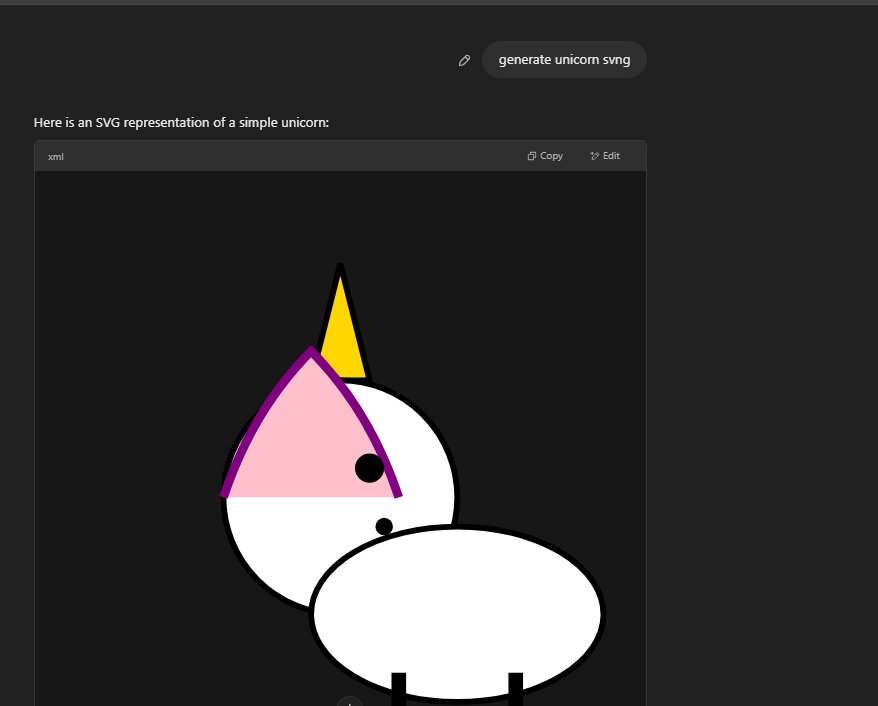 generate unicorn svng
Here is an SVG representation of a simple unicorn:
xml
Copy
Edit